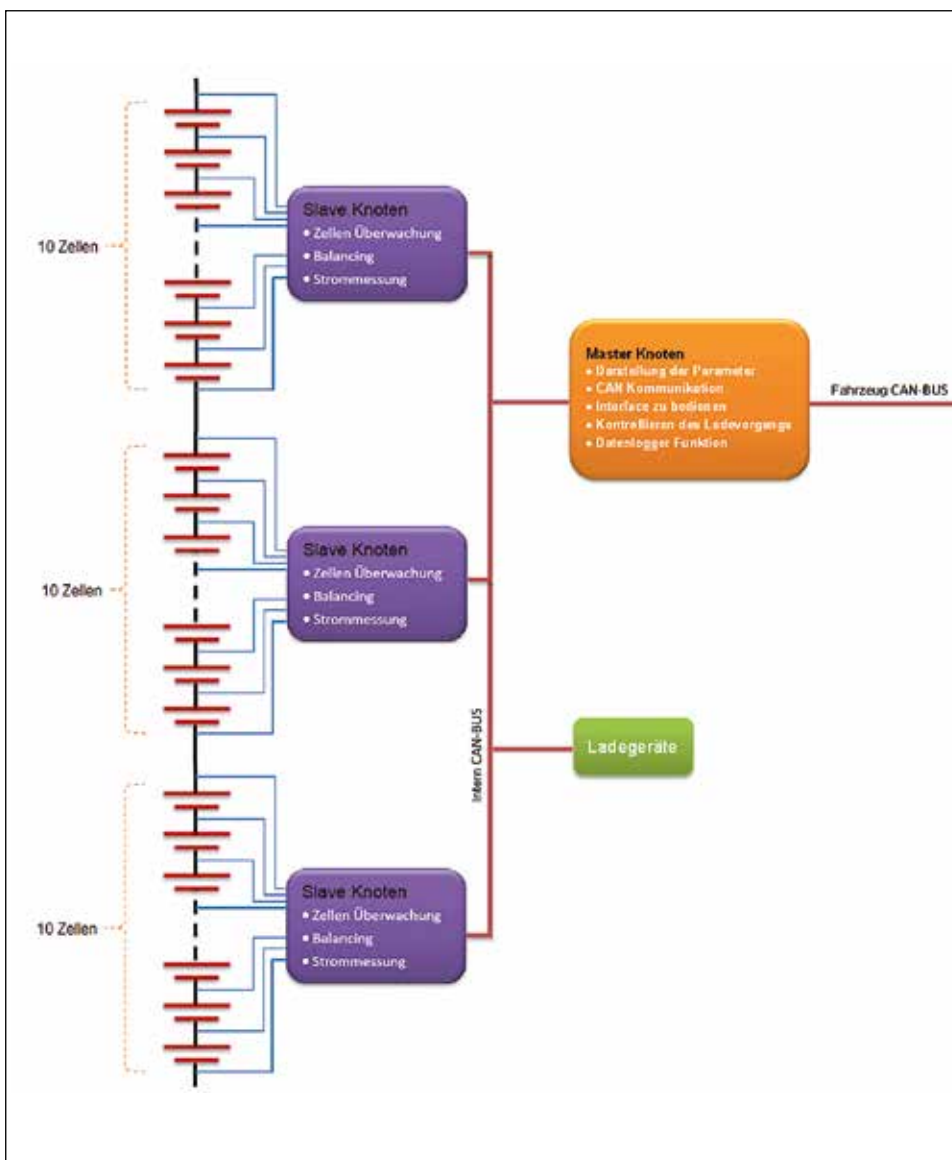 10 Zellen
Slave Knoten
• Zellen Überwachung
• Balancing
• Strommessung
Master Knoten
• Darstellung der Parameter
• CAN Kommunikation
• Interface zu bedienen
• Kontrollieren des Ladevorgangs
• Datenlogger Funktion
Fahrzeug CAN-BUS
10 Zellen
Slave Knoten
• Zellen Überwachung
• Balancing
• Strommessung
Intern CAN-BUS
Ladegeräte
10 Zellen
Slave Knoten
• Zellen Überwachung
• Balancing
• Strommessung